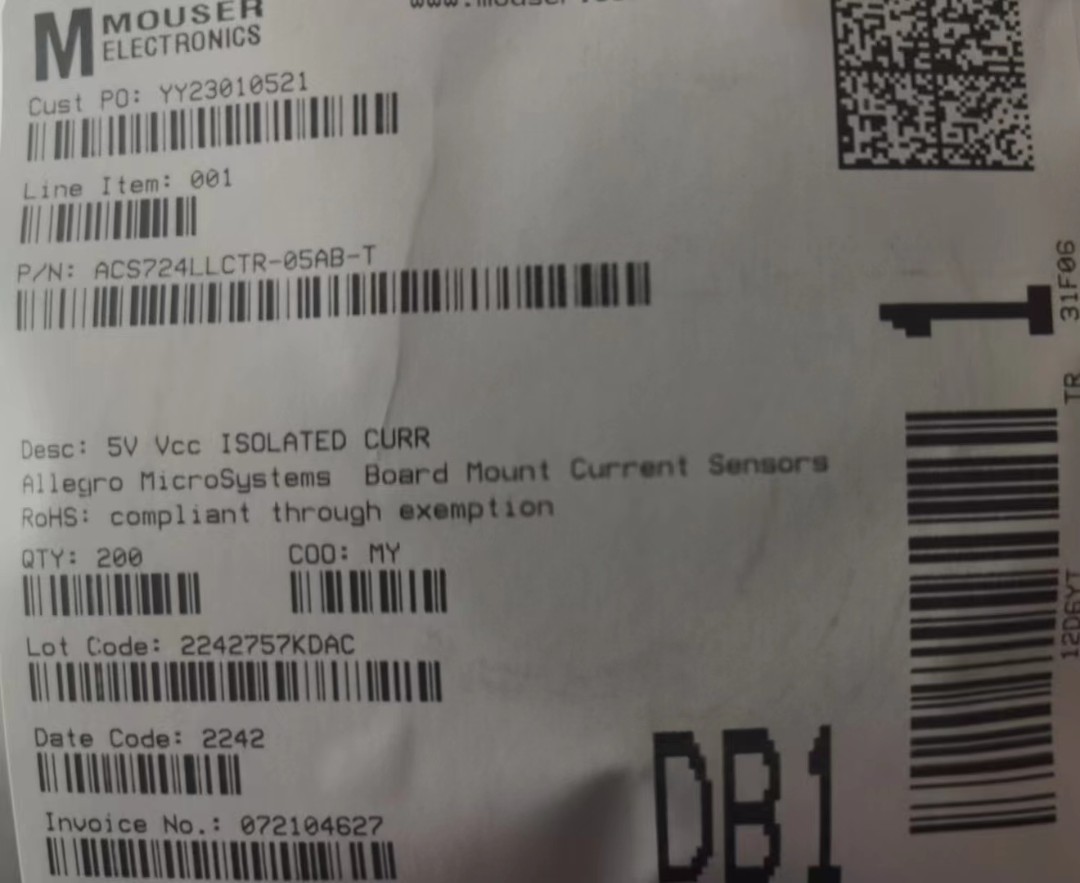 MOUSER
ELECTRONICS
Cust PO: YY23010521
Line Item: 001
P/N: ACS724LLCTR-05AB-T
Desc: 5V Vcc ISOLATED CURR
Allegro MicroSystems Board Mount Current Sensors
RoHS: compliant through exemption
QTY: 200 COO: MY
Lot Code: 2242757KDAC
Date Code: 2242
Invoice No.: 072104627
DB1
1
31F06
TR
12D6YT